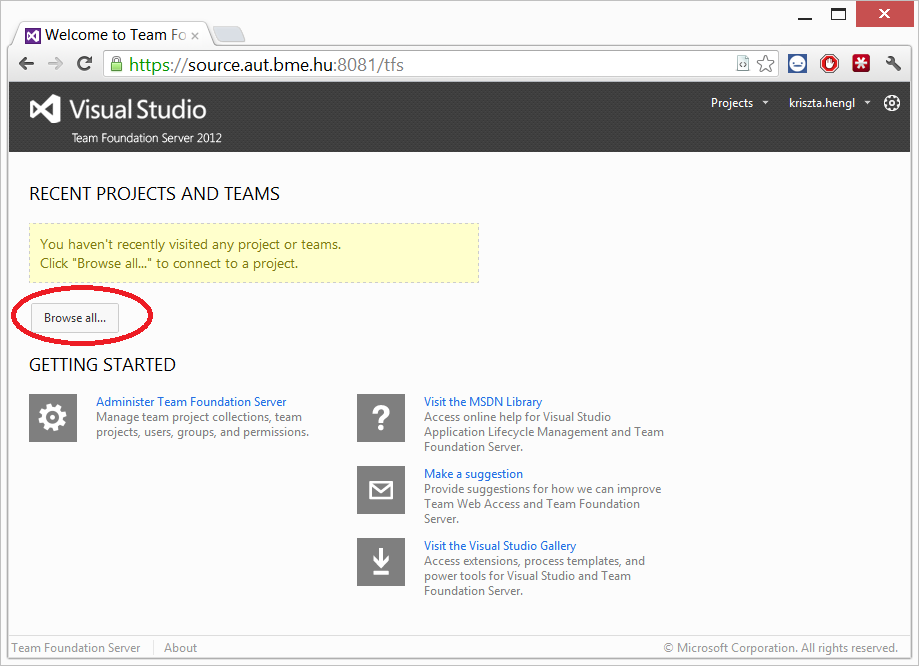 Welcome to Team Fo
https://source.aut.bme.hu:8081/tfs
Visual Studio
Team Foundation Server 2012
Projects
kriszta.hengl
RECENT PROJECTS AND TEAMS
You haven't recently visited any project or teams.
Click "Browse all..." to connect to a project.
Browse all...
GETTING STARTED
Administer Team Foundation Server
Manage team project collections, team
projects, users, groups, and permissions.
Visit the MSDN Library
Access online help for Visual Studio
Application Lifecycle Management and Team
Foundation Server.
Make a suggestion
Provide suggestions for how we can improve
Team Web Access and Team Foundation
Server.
Visit the Visual Studio Gallery
Access extensions, process templates, and
power tools for Visual Studio and Team
Foundation Server.
Team Foundation Server
About
© Microsoft Corporation. All rights reserved.